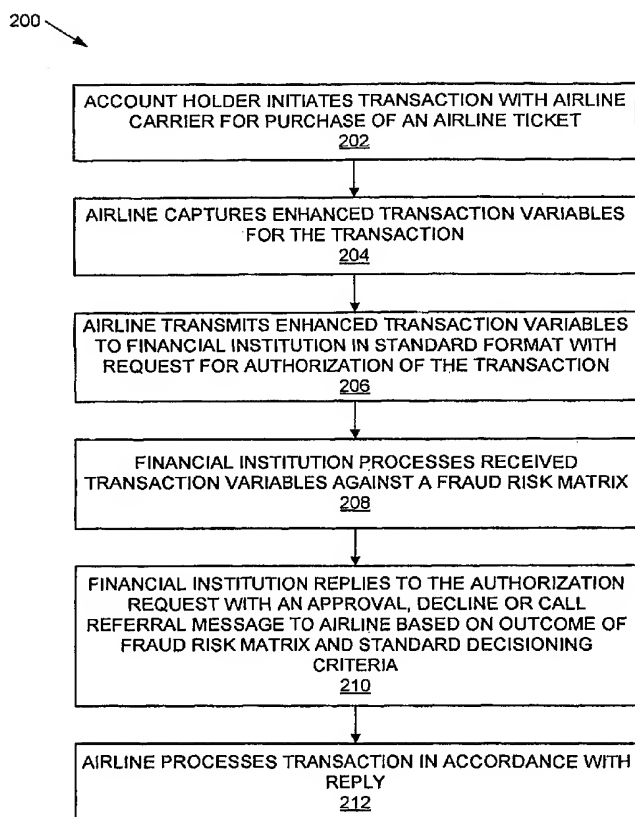 200
ACCOUNT HOLDER INITIATES TRANSACTION WITH AIRLINE
CARRIER FOR PURCHASE OF AN AIRLINE TICKET
202
AIRLINE CAPTURES ENHANCED TRANSACTION VARIABLES
FOR THE TRANSACTION
204
AIRLINE TRANSMITS ENHANCED TRANSACTION VARIABLES
TO FINANCIAL INSTITUTION IN STANDARD FORMAT WITH
REQUEST FOR AUTHORIZATION OF THE TRANSACTION
206
FINANCIAL INSTITUTION PROCESSES RECEIVED
TRANSACTION VARIABLES AGAINST A FRAUD RISK MATRIX
208
FINANCIAL INSTITUTION REPLIES TO THE AUTHORIZATION
REQUEST WITH AN APPROVAL, DECLINE OR CALL
REFERRAL MESSAGE TO AIRLINE BASED ON OUTCOME OF
FRAUD RISK MATRIX AND STANDARD DECISIONING
CRITERIA
210
AIRLINE PROCESSES TRANSACTION IN ACCORDANCE WITH
REPLY
212